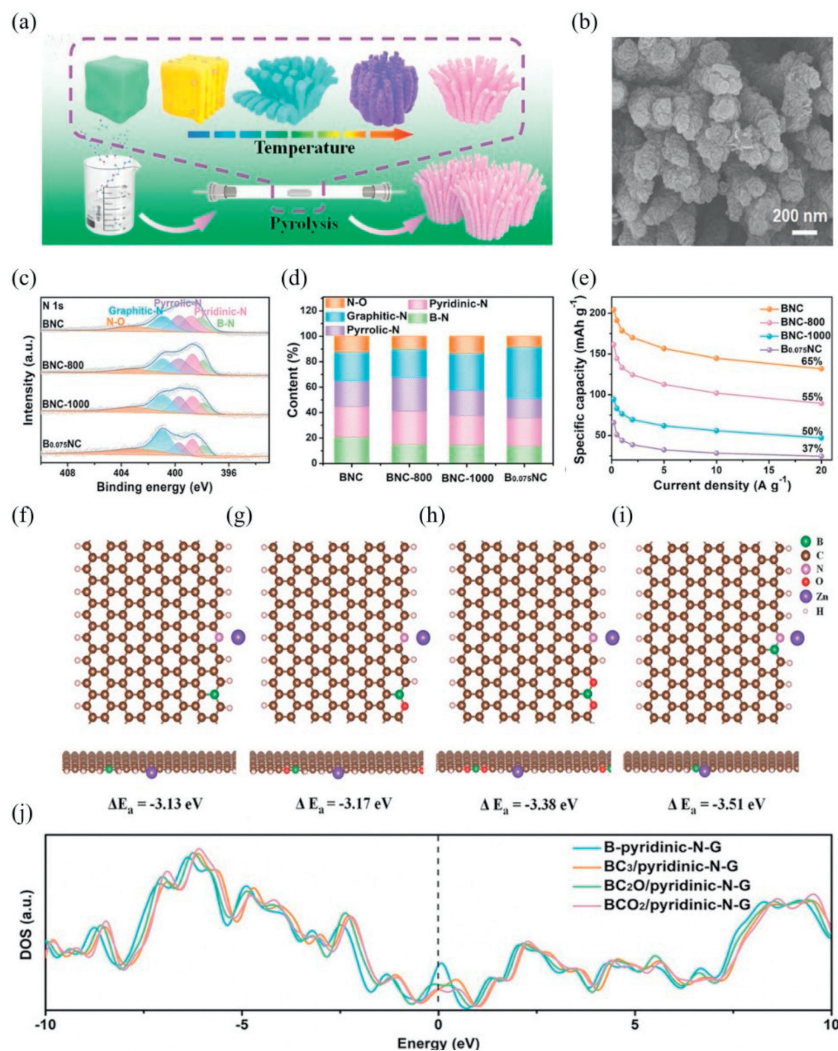 (a)
Temperature
Pyrolysis
(b)
200 nm
(c)
N 1s
Pyrrolic-N
Graphitic-N
Pyridinic-N
N-O
B-N
BNC
BNC-800
BNC-1000
B0.075NC
Intensity (a.u.)
408 404 400 396
Binding energy (eV)
(d)
N-O
Graphitic-N
Pyrrolic-N
Pyridinic-N
B-N
Content (%)
120
100
80
60
40
20
0
BNC BNC-800 BNC-1000 B0.075NC
(e)
Specific capacity (mAh g⁻¹)
200
150
100
50
BNC
BNC-800
BNC-1000
B0.075NC
65%
55%
50%
37%
0 5 10 15 20
Current density (A g⁻¹)
(f)
(g)
(h)
(i)
B
C
N
O
Zn
H
ΔEa = -3.13 eV
ΔEa = -3.17 eV
Δ Ea = -3.38 eV
Δ Ea = -3.51 eV
(j)
DOS (a.u.)
B-pyridinic-N-G
BC3/pyridinic-N-G
BC2O/pyridinic-N-G
BCO2/pyridinic-N-G
-10 -5 0 5 10
Energy (eV)